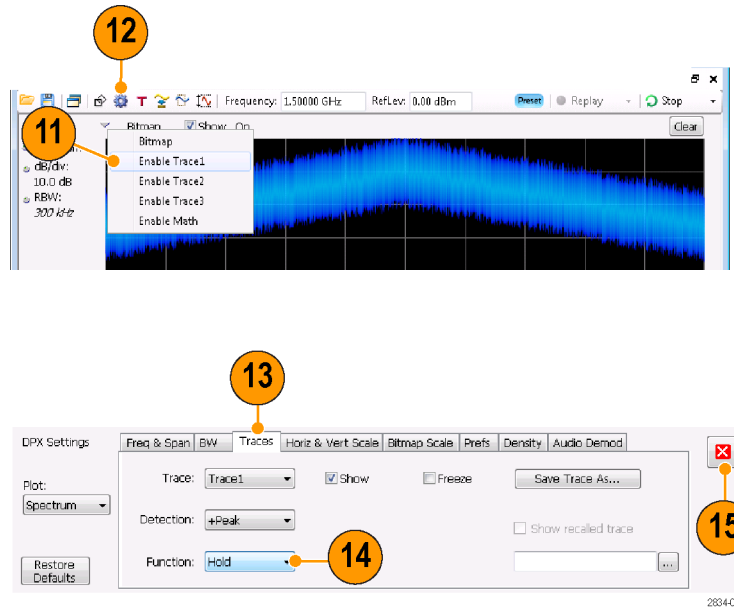 12
Frequency: 1.50000 GHz RefLev: 0.00 dBm Preset Replay Stop
11
Bitmap Show On Clear
Bitmap
Enable Trace1
Enable Trace2
Enable Trace3
Enable Math
dB/div:
10.0 dB
RBW:
300 kHz
13
DPX Settings
Freq & Span BW Traces Horiz & Vert Scale Bitmap Scale Prefs Density Audio Demod
Plot:
Spectrum
Restore
Defaults
Trace: Trace1 Show Freeze Save Trace As...
Detection: +Peak Show recalled trace
Function: Hold ...
14
15